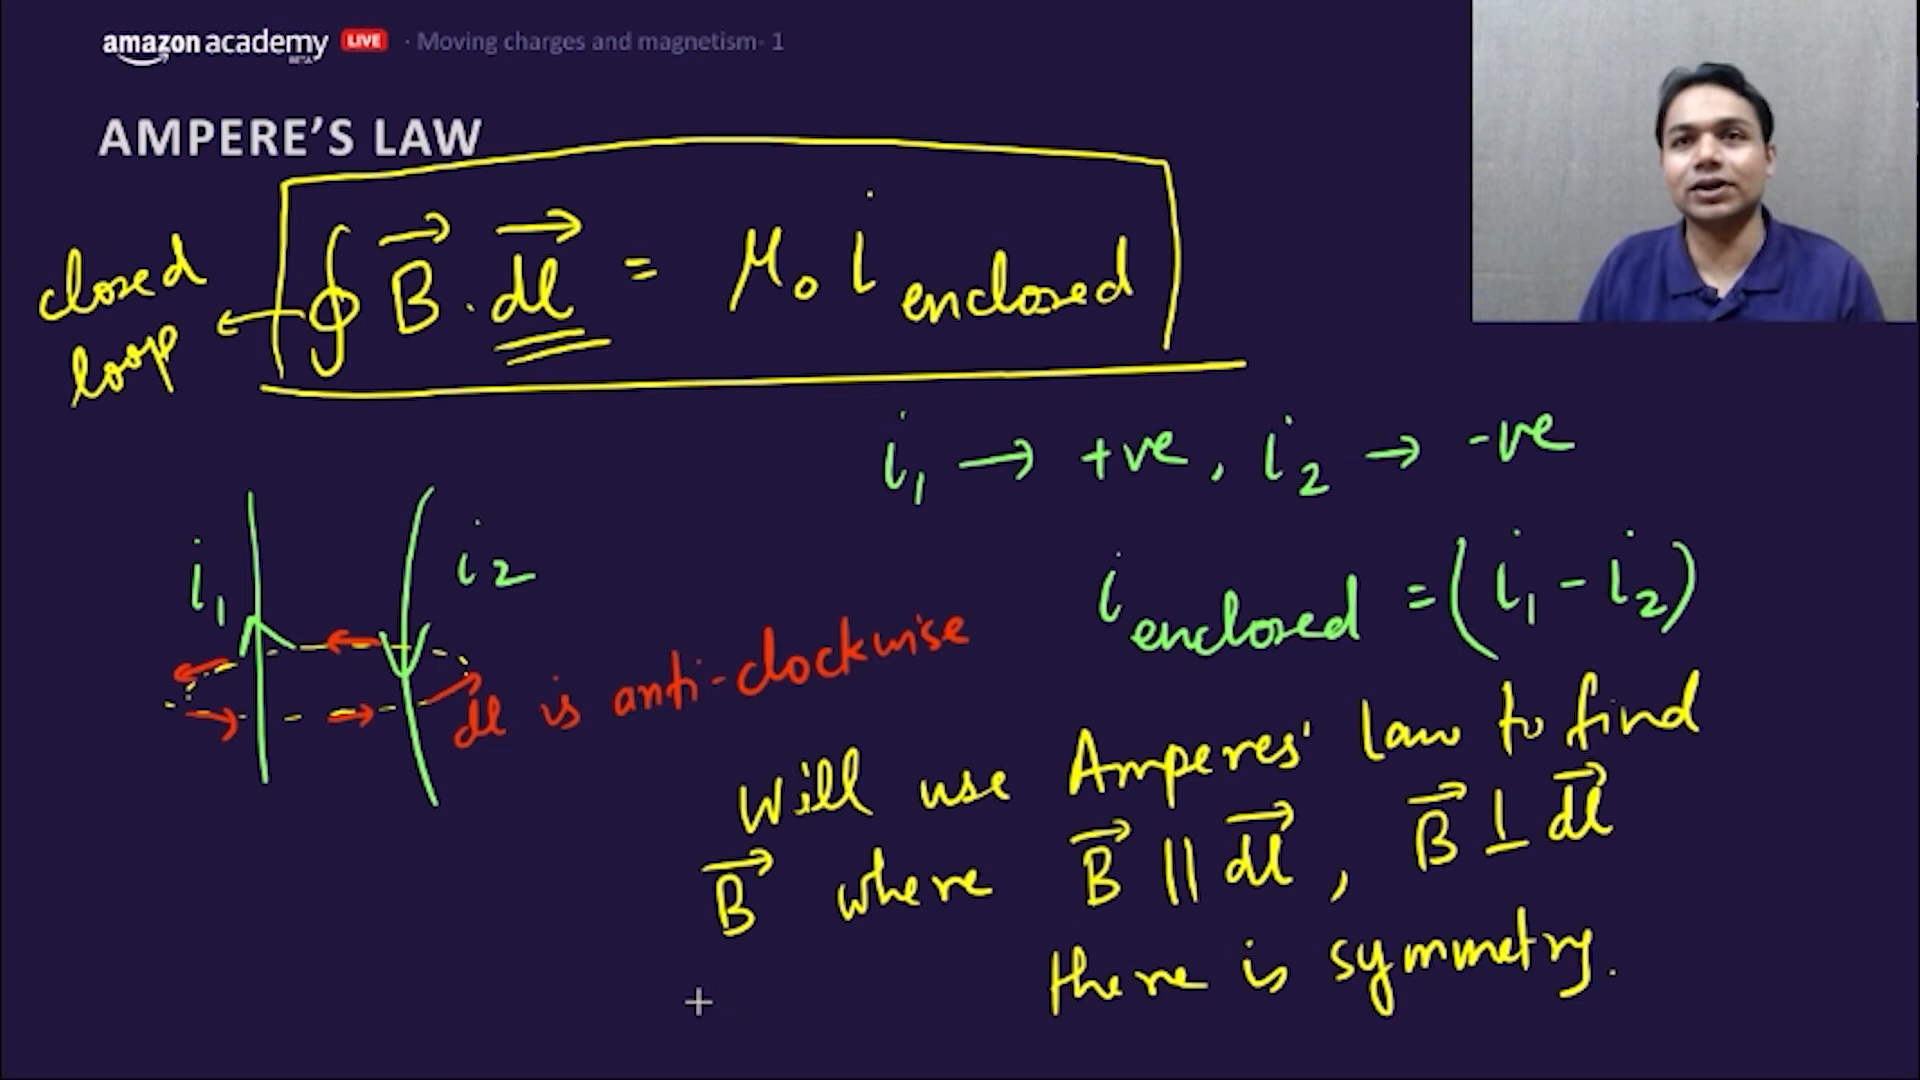 amazon academy LIVE · Moving charges and magnetism- 1
BETA
AMPERE'S LAW
closed
loop
∮ B⃗ · dl⃗ = μ₀ i enclosed
i₁ → +ve, i₂ → -ve
i₁
i₂
i enclosed = (i₁ - i₂)
dl is anti-clockwise
Will use Amperes' law to find
B⃗ where B⃗ || dl⃗, B⃗ ⊥ dl⃗
there is symmetry.